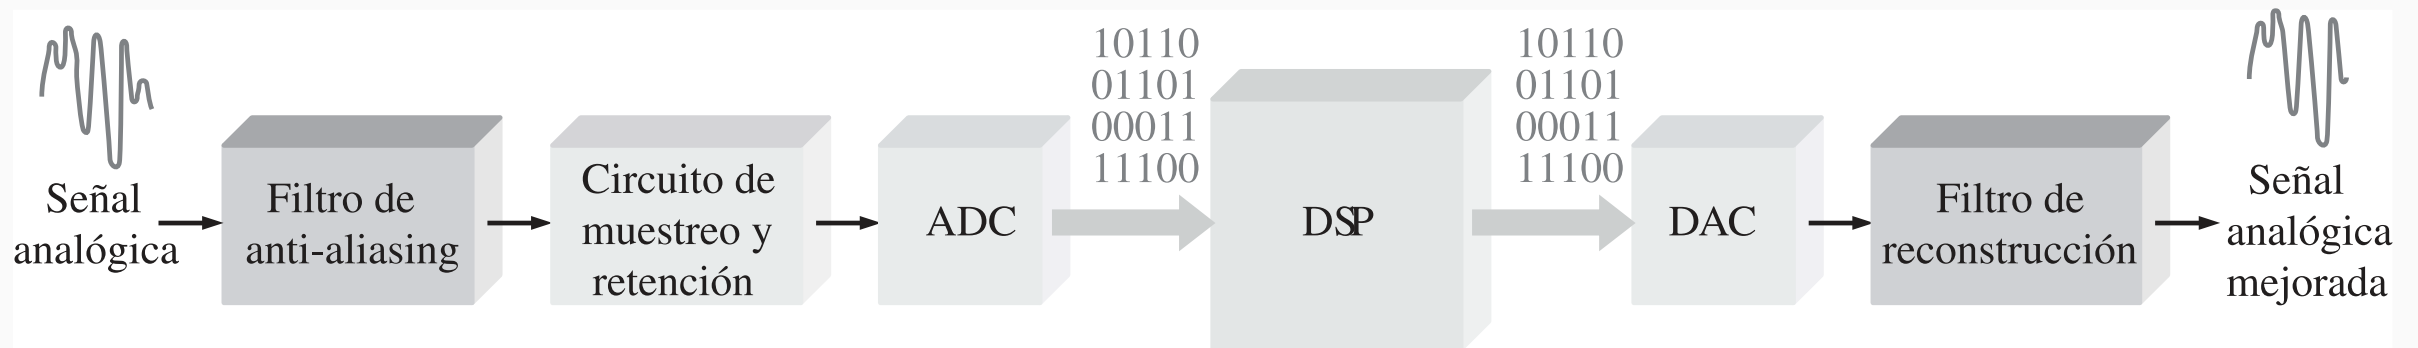 Señal
analógica
Filtro de
anti-aliasing
Circuito de
muestreo y
retención
ADC
10110
01101
00011
11100
DSP
10110
01101
00011
11100
DAC
Filtro de
reconstrucción
Señal
analógica
mejorada